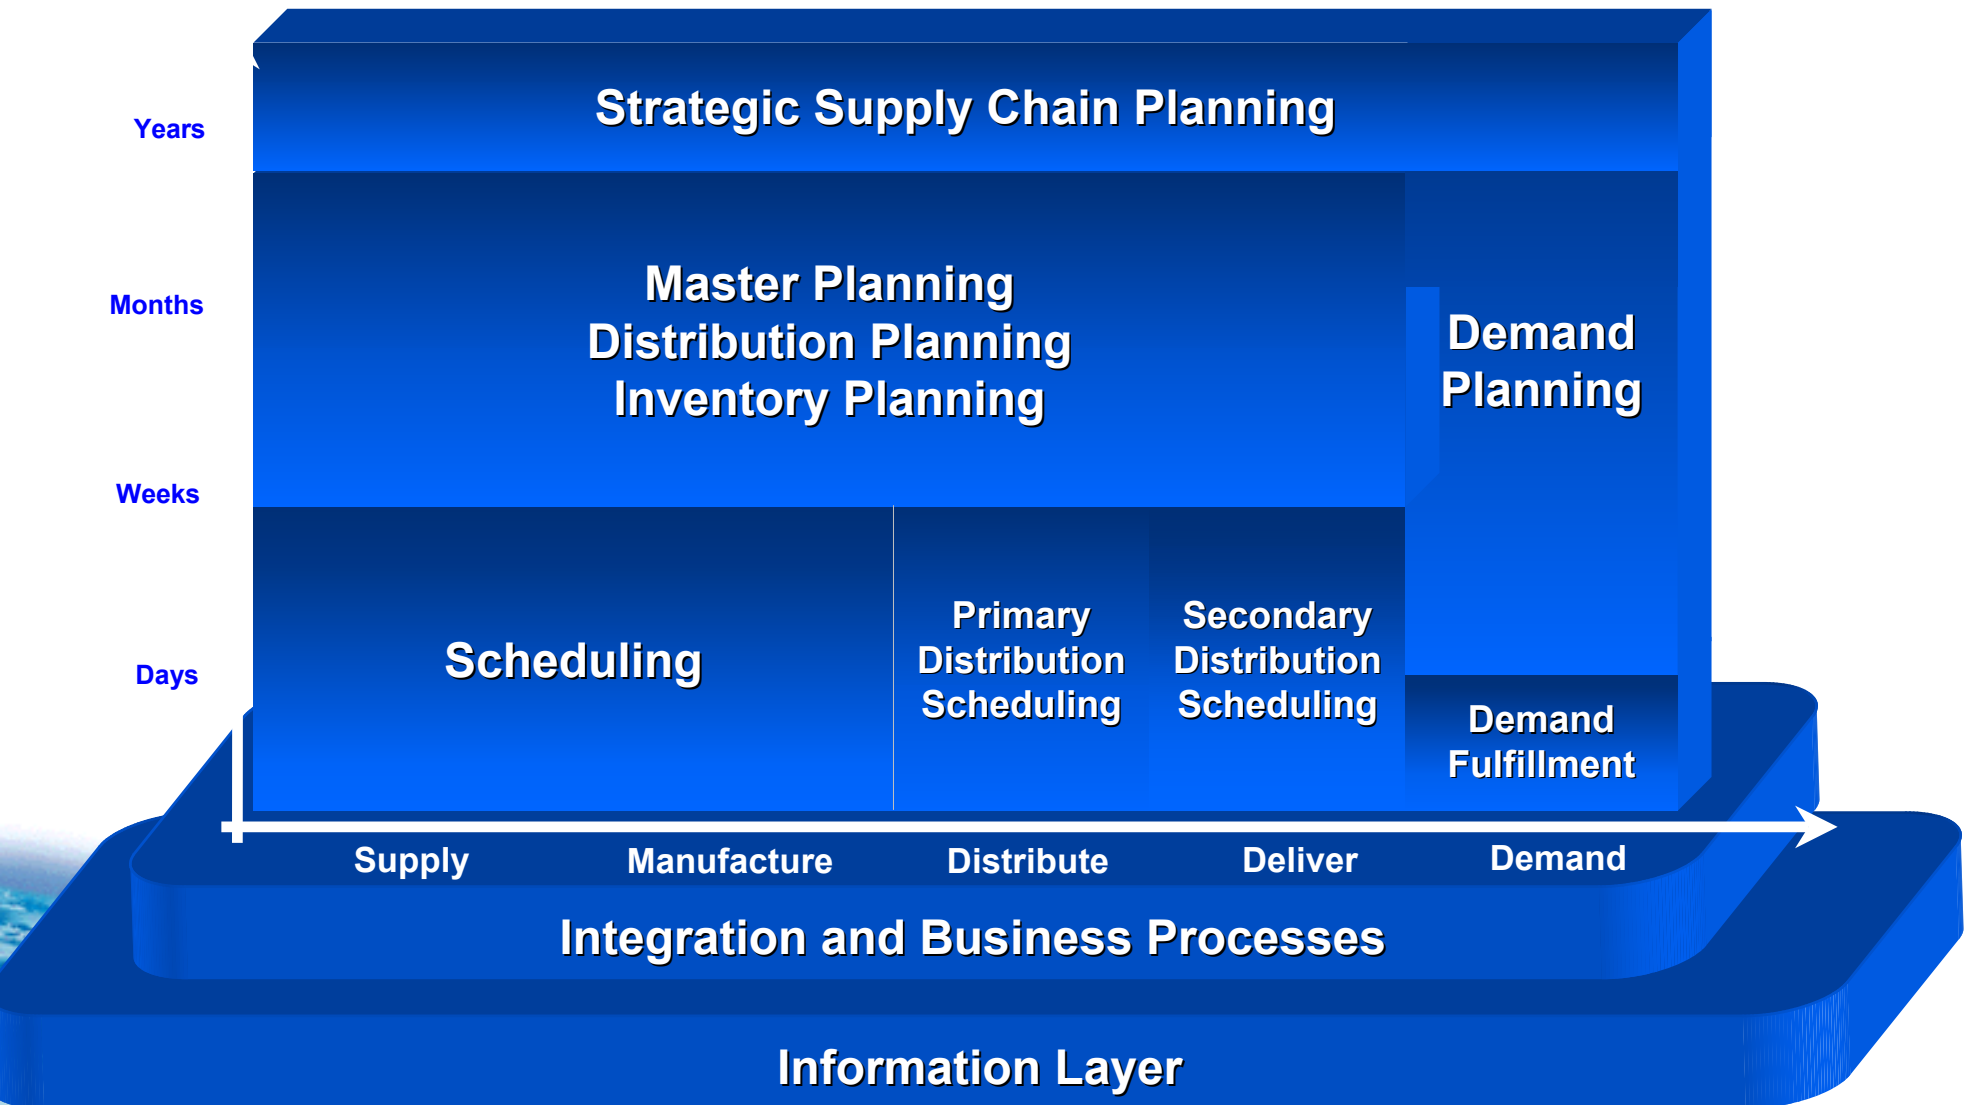 Years
Strategic Supply Chain Planning
Months
Master Planning
Distribution Planning
Inventory Planning
Demand
Planning
Weeks
Days
Scheduling
Primary
Distribution
Scheduling
Secondary
Distribution
Scheduling
Demand
Fulfillment
Supply
Manufacture
Distribute
Deliver
Demand
Integration and Business Processes
Information Layer